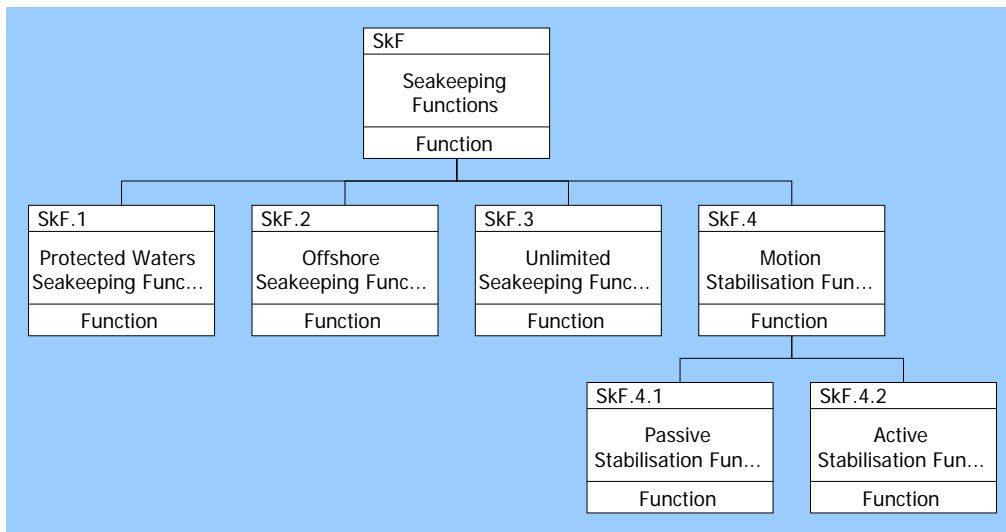 SkF
Seakeeping
Functions
Function
SkF.1
Protected Waters
Seakeeping Func...
Function
SkF.2
Offshore
Seakeeping Func...
Function
SkF.3
Unlimited
Seakeeping Func...
Function
SkF.4
Motion
Stabilisation Fun...
Function
SkF.4.1
Passive
Stabilisation Fun...
Function
SkF.4.2
Active
Stabilisation Fun...
Function